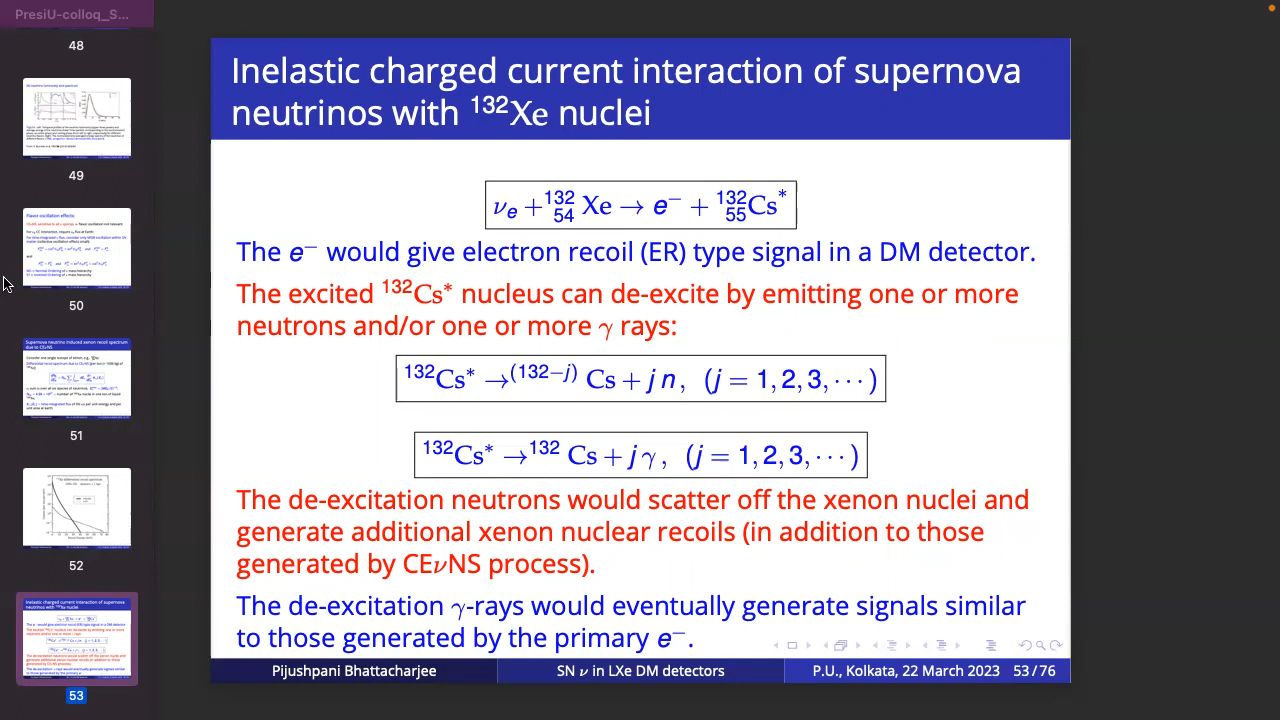 PresiU-colloq_S...
48
49
50
51
52
53
Inelastic charged current interaction of supernova
neutrinos with ¹³²Xe nuclei
νₑ + ¹³²₅₄Xe → e⁻ + ¹³²₅₅Cs*
The e⁻ would give electron recoil (ER) type signal in a DM detector.
The excited ¹³²Cs* nucleus can de-excite by emitting one or more
neutrons and/or one or more γ rays:
¹³²Cs* →⁽¹³²⁻ʲ⁾ Cs + j n, (j = 1, 2, 3, ···)
¹³²Cs* →¹³² Cs + j γ, (j = 1, 2, 3, ···)
The de-excitation neutrons would scatter off the xenon nuclei and
generate additional xenon nuclear recoils (in addition to those
generated by CEνNS process).
The de-excitation γ-rays would eventually generate signals similar
to those generated by the primary e⁻.
Pijushpani Bhattacharjee SN ν in LXe DM detectors P.U., Kolkata, 22 March 2023 53 / 76